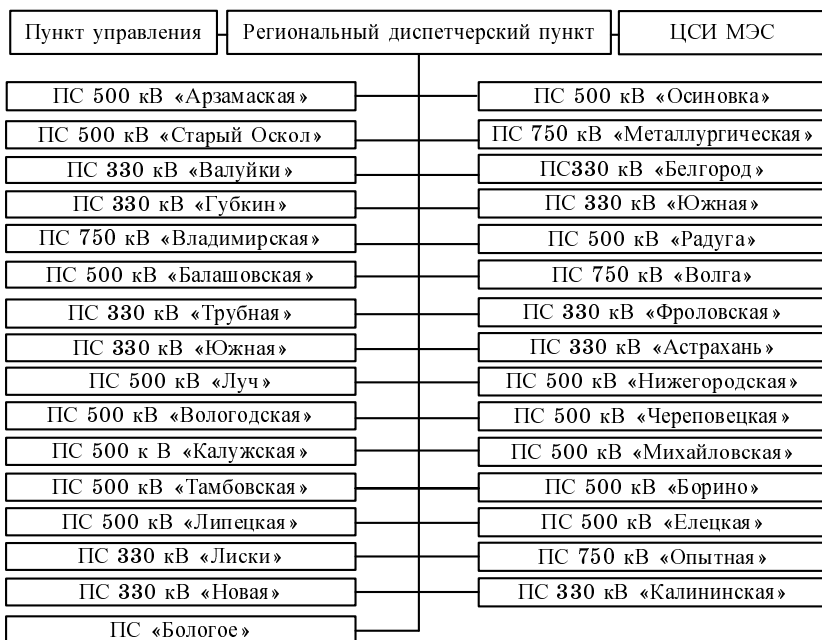 Пункт управления
Региональный диспетчерский пункт
ЦСИ МЭС
ПС 500 кВ «Арзамаская»
ПС 500 кВ «Осиновка»
ПС 500 кВ «Старый Оскол»
ПС 750 кВ «Металлургическая»
ПС 330 кВ «Валуйки»
ПС330 кВ «Белгород»
ПС 330 кВ «Губкин»
ПС 330 кВ «Южная»
ПС 750 кВ «Владимирская»
ПС 500 кВ «Радуга»
ПС 500 кВ «Балашовская»
ПС 750 кВ «Волга»
ПС 330 кВ «Трубная»
ПС 330 кВ «Фроловская»
ПС 330 кВ «Южная»
ПС 330 кВ «Астрахань»
ПС 500 кВ «Луч»
ПС 500 кВ «Нижегородская»
ПС 500 кВ «Вологодская»
ПС 500 кВ «Череповецкая»
ПС 500 к В «Калужская»
ПС 500 кВ «Михайловская»
ПС 500 кВ «Тамбовская»
ПС 500 кВ «Борино»
ПС 500 кВ «Липецкая»
ПС 500 кВ «Елецкая»
ПС 330 кВ «Лиски»
ПС 750 кВ «Опытная»
ПС 330 кВ «Новая»
ПС 330 кВ «Калининская»
ПС «Бологое»